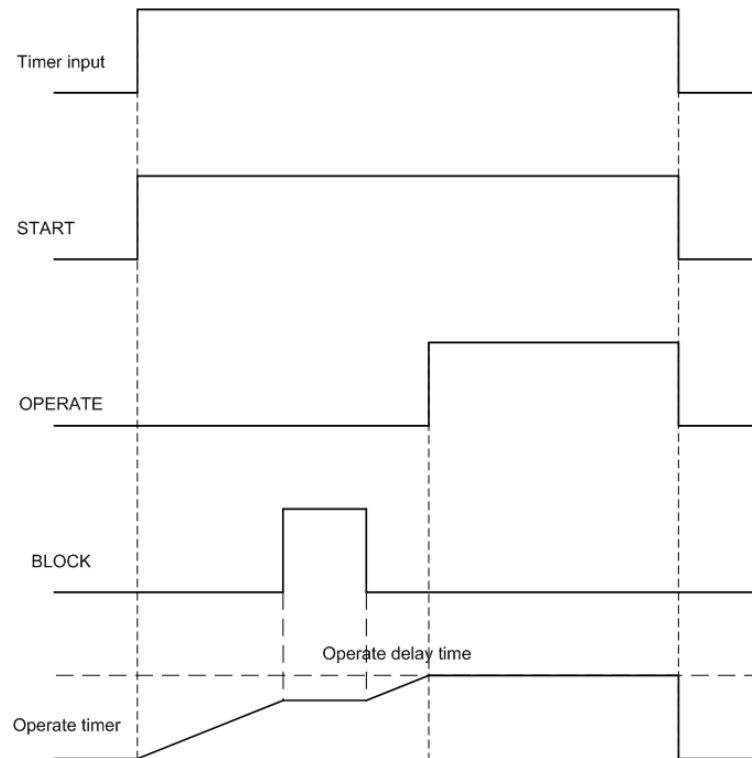 Timer input
START
OPERATE
BLOCK
Operate delay time
Operate timer